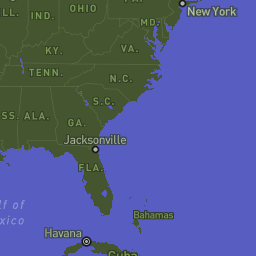 OHIO
MD.
New York
LL.
IND.
KY.
VA.
TENN.
N.C.
S.C.
SS.
ALA.
GA.
Jacksonville
FLA.
lf of
xico
Bahamas
Havana
Cuba